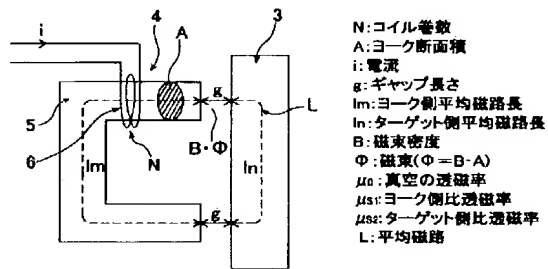 i
4
A
3
g
L
5
6
N
lm
B・Φ
ln
g
N:コイル巻数
A:ヨーク断面積
i:電流
g:ギャップ長さ
lm:ヨーク側平均磁路長
ln:ターゲット側平均磁路長
B:磁束密度
Φ:磁束(Φ=B・A)
μ0:真空の透磁率
μS1:ヨーク側比透磁率
μS2:ターゲット側比透磁率
L:平均磁路